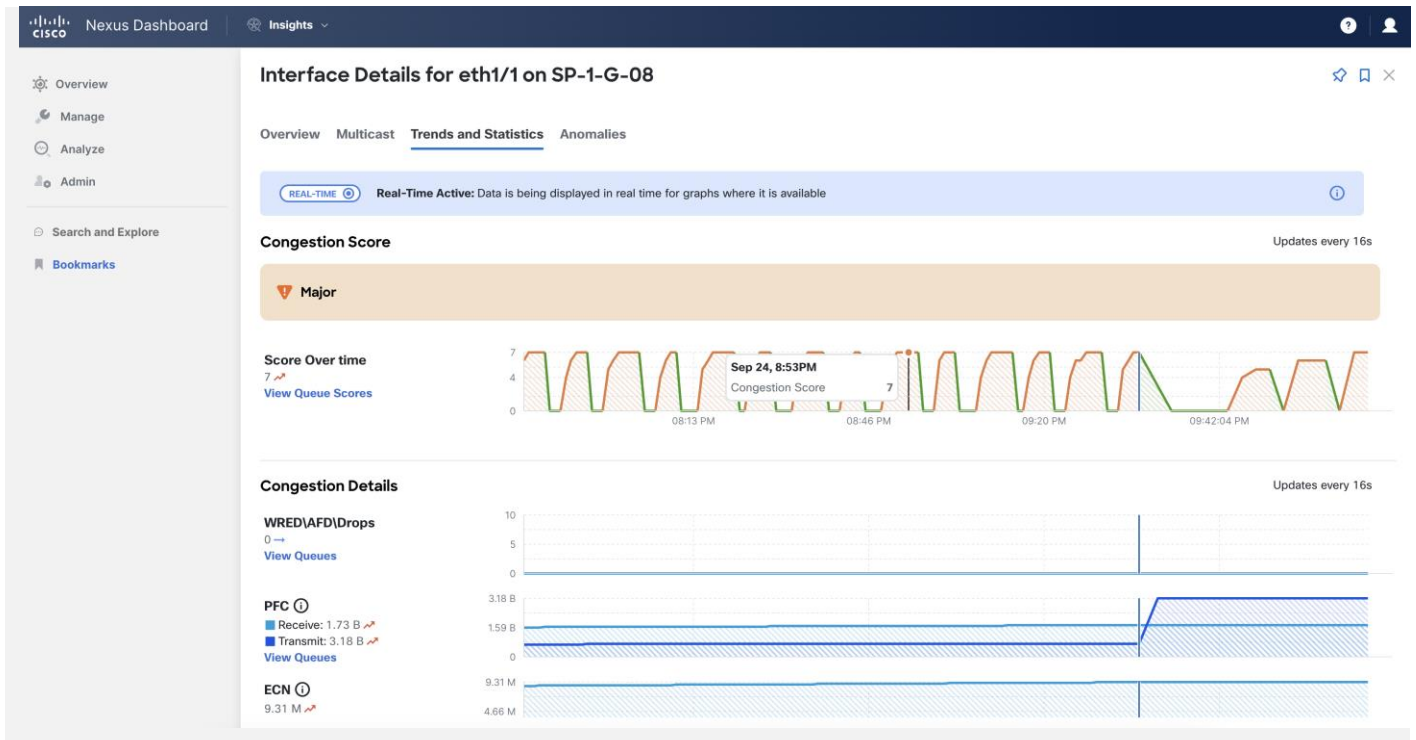 CISCO Nexus Dashboard Insights
Overview
Manage
Analyze
Admin
Search and Explore
Bookmarks
Interface Details for eth1/1 on SP-1-G-08
Overview Multicast Trends and Statistics Anomalies
REAL-TIME Real-Time Active: Data is being displayed in real time for graphs where it is available
Congestion Score Updates every 16s
Major
Score Over time
7
View Queue Scores
7
4
0
Sep 24, 8:53PM
Congestion Score 7
08:13 PM 08:46 PM 09:20 PM 09:42:04 PM
Congestion Details Updates every 16s
WRED\AFD\Drops
0
View Queues
10
5
0
PFC
Receive: 1.73 B
Transmit: 3.18 B
View Queues
3.18 B
1.59 B
0
ECN
9.31 M
9.31 M
4.66 M